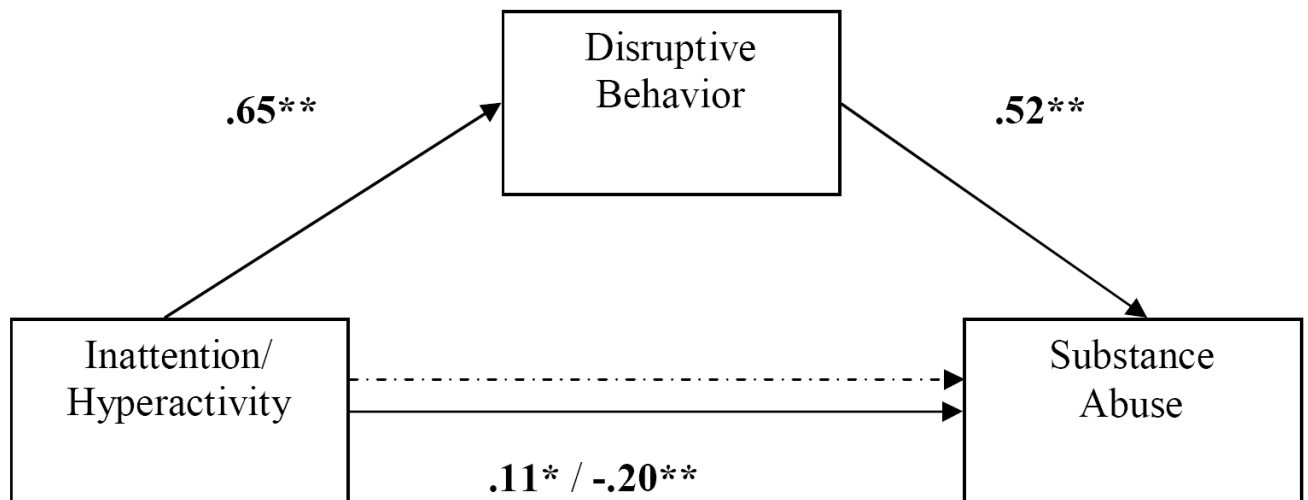 Disruptive
Behavior
.65**
.52**
Inattention/
Hyperactivity
Substance
Abuse
.11* / -.20**